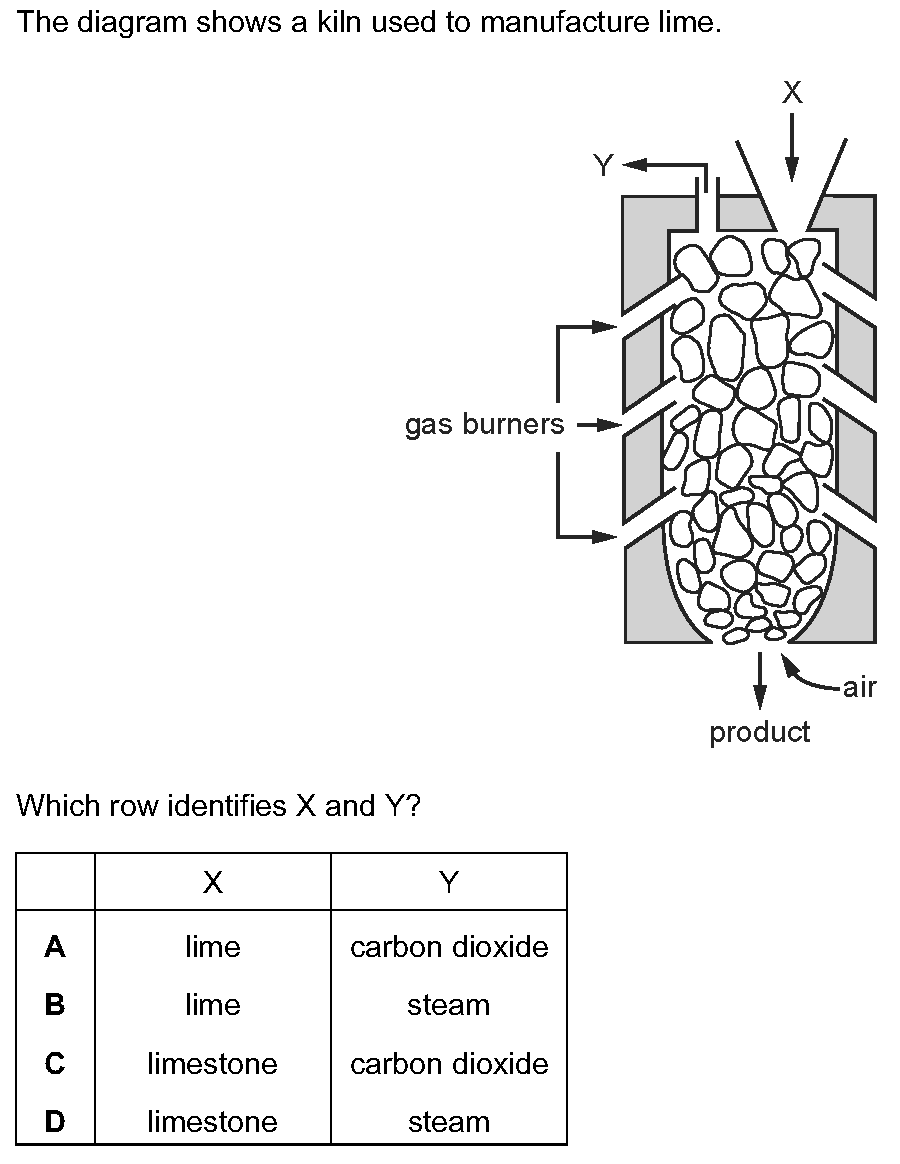 The diagram shows a kiln used to manufacture lime.
X
Y
gas burners
air
product
Which row identifies X and Y?
X Y
A lime carbon dioxide
B lime steam
C limestone carbon dioxide
D limestone steam